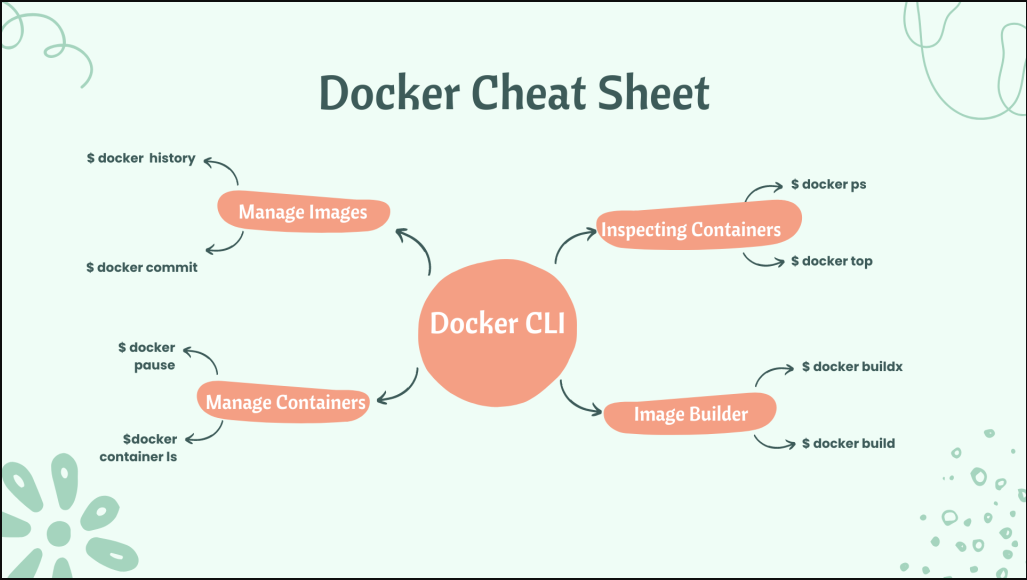 Docker Cheat Sheet
$ docker  history
Manage Images
$ docker commit
$ docker ps
Inspecting Containers
$ docker top
Docker CLI
$ docker
pause
Manage Containers
$docker
container ls
$ docker buildx
Image Builder
$ docker build